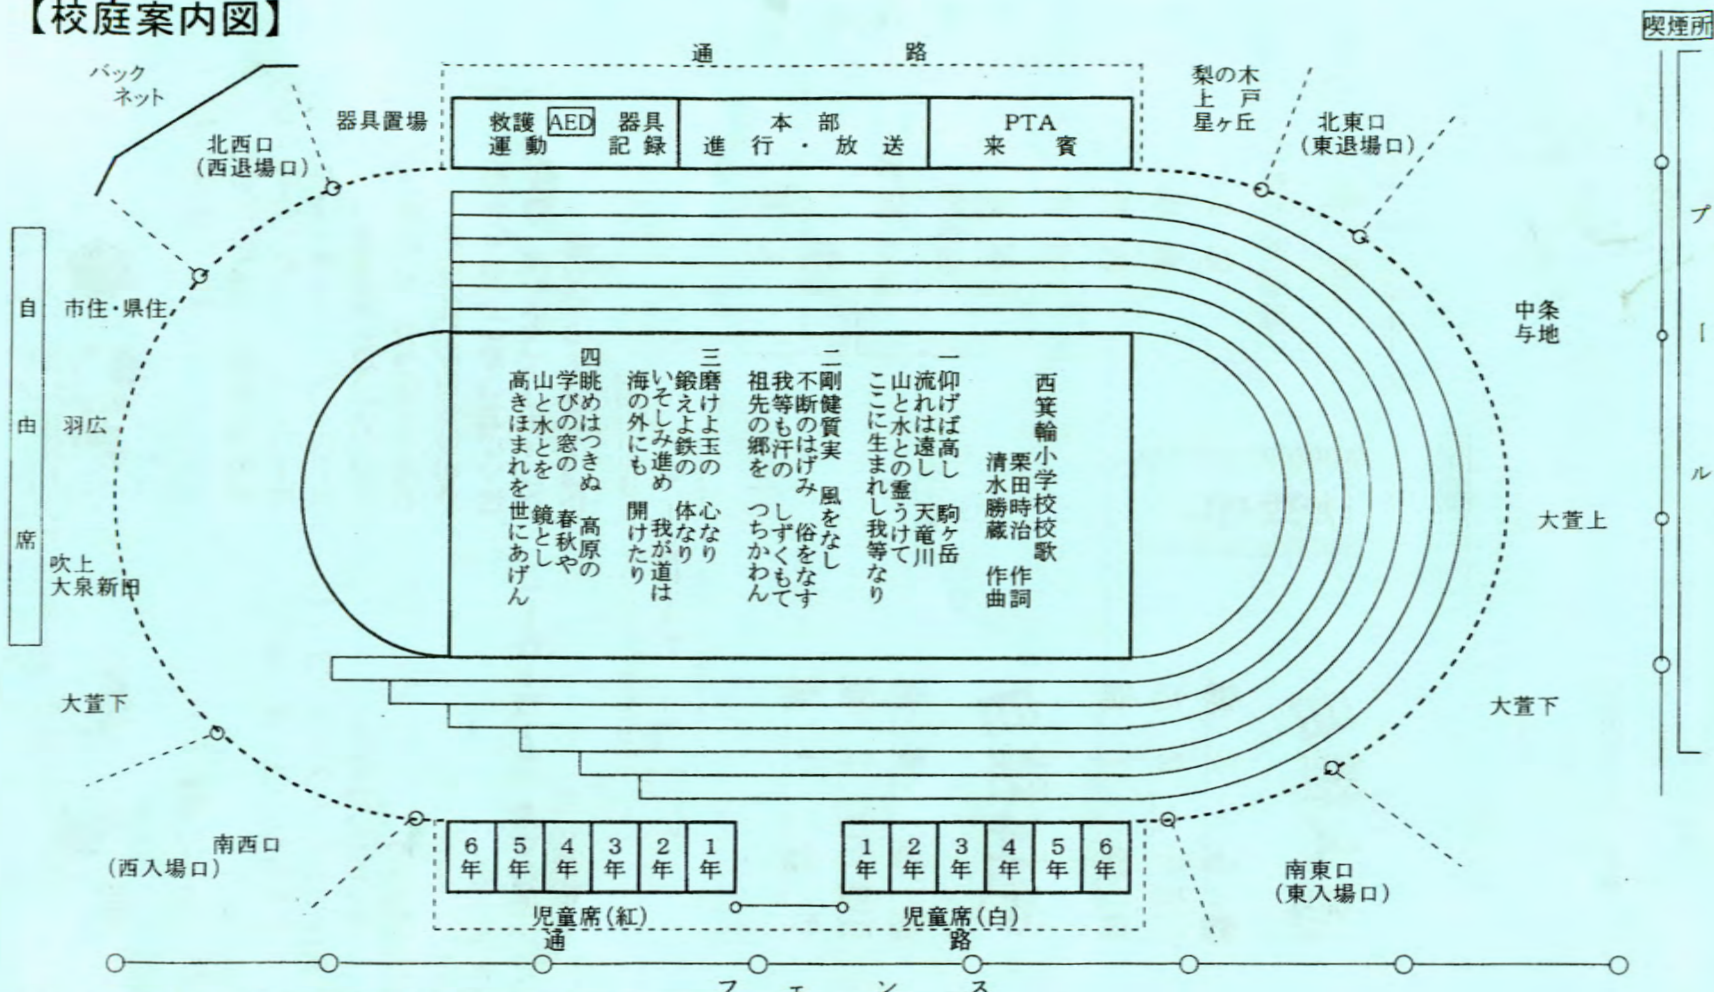 【校庭案内図】
喫煙所
通路
バック
ネット
器具置場
北西口
(西退場口)
救護 AED 器具
運動 記録
本部
進行・放送
PTA
来賓
梨の木
上戸
星ヶ丘
北東口
(東退場口)
プール
自由席
市住・県住
羽広
吹上
大泉新田
大萱下
中条
与地
大萱上
大萱下
西箕輪小学校校歌
栗田時治 作詞
清水勝蔵 作曲
一 仰げば高し 駒ヶ岳
流れは遠し 天竜川
山と水との霊うけて
ここに生まれし我等なり
二 剛健質実 風をなし
不断のはげみ 俗をなす
我等も汗の しずくもて
祖先の郷を つちかわん
三 磨けよ玉の 心なり
鍛えよ鉄の 体なり
いそしみ進め 我が道は
海の外にも 開けたり
四 眺めはつきぬ 高原の
学びの窓の 春秋や
山と水とを 鏡とし
高きほまれを世にあげん
南西口
(西入場口)
6年 5年 4年 3年 2年 1年
児童席(紅)
1年 2年 3年 4年 5年 6年
児童席(白)
南東口
(東入場口)
通路
フェンス